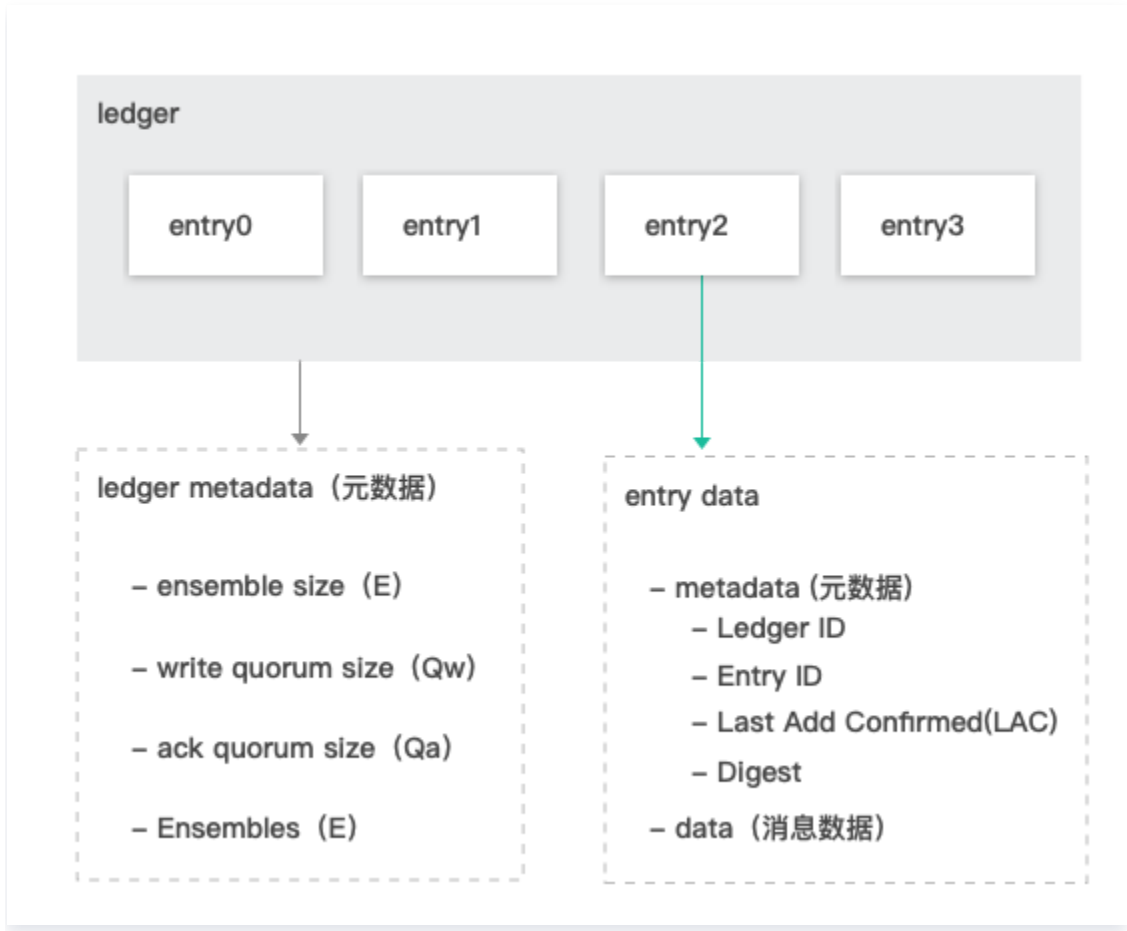 ledger
entry0
entry1
entry2
entry3
ledger metadata（元数据）
– ensemble size（E）
– write quorum size（Qw）
– ack quorum size（Qa）
– Ensembles（E）
entry data
– metadata (元数据）
– Ledger ID
– Entry ID
– Last Add Confirmed(LAC)
– Digest
– data（消息数据）